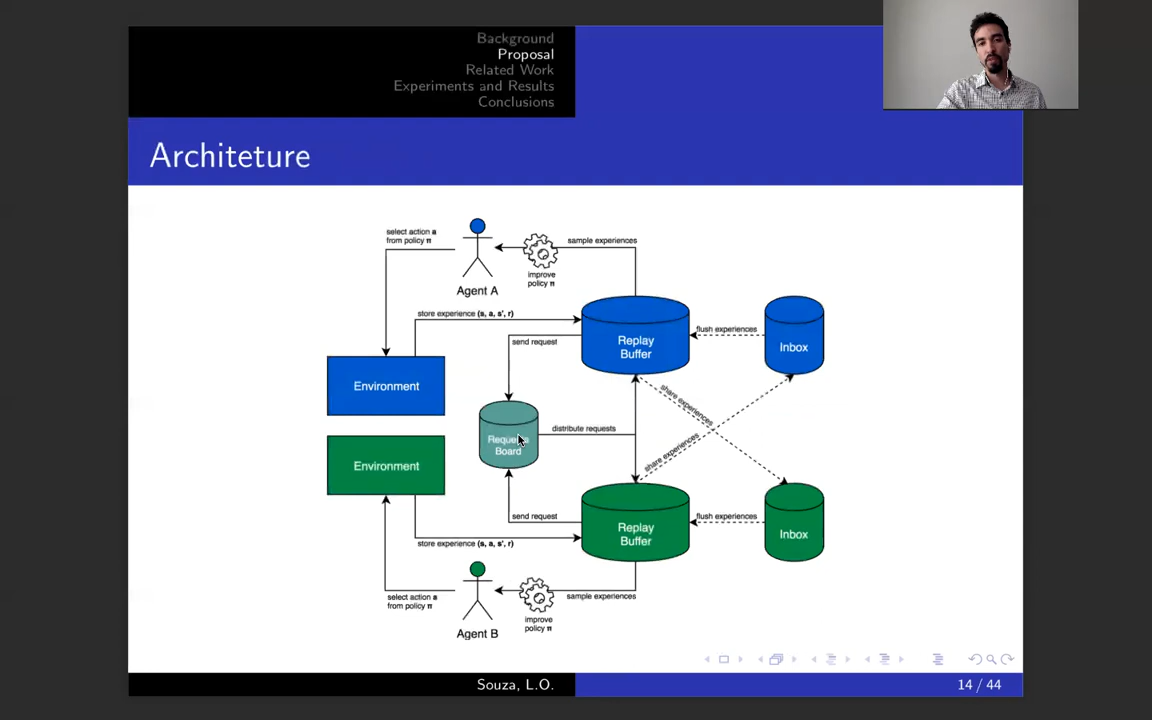 Background
Proposal
Related Work
Experiments and Results
Conclusions
Architeture
select action a
from policy π
sample experiences
improve
policy π
Agent A
store experience (s, a, s', r)
send request
Replay
Buffer
flush experiences
Inbox
Environment
share experiences
distribute requests
Board
share experiences
Environment
send request
Replay
Buffer
flush experiences
Inbox
store experience (s, a, s', r)
select action a
from policy π
sample experiences
improve
policy π
Agent B
Souza, L.O.
14 / 44